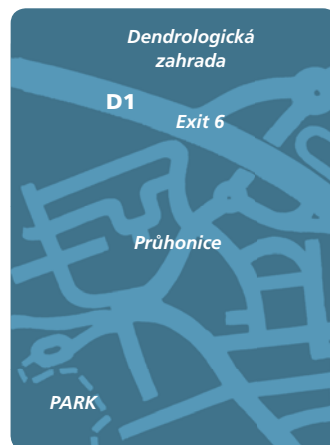 Dendrologická
zahrada
D1
Exit 6
Průhonice
PARK